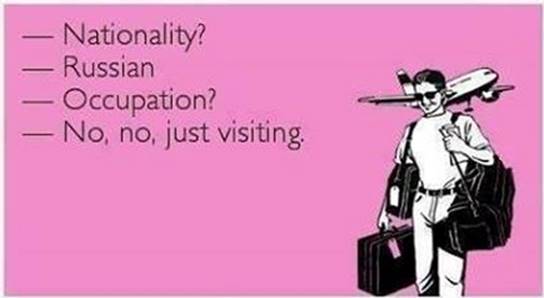 — Nationality?
— Russian
— Occupation?
— No, no, just visiting.